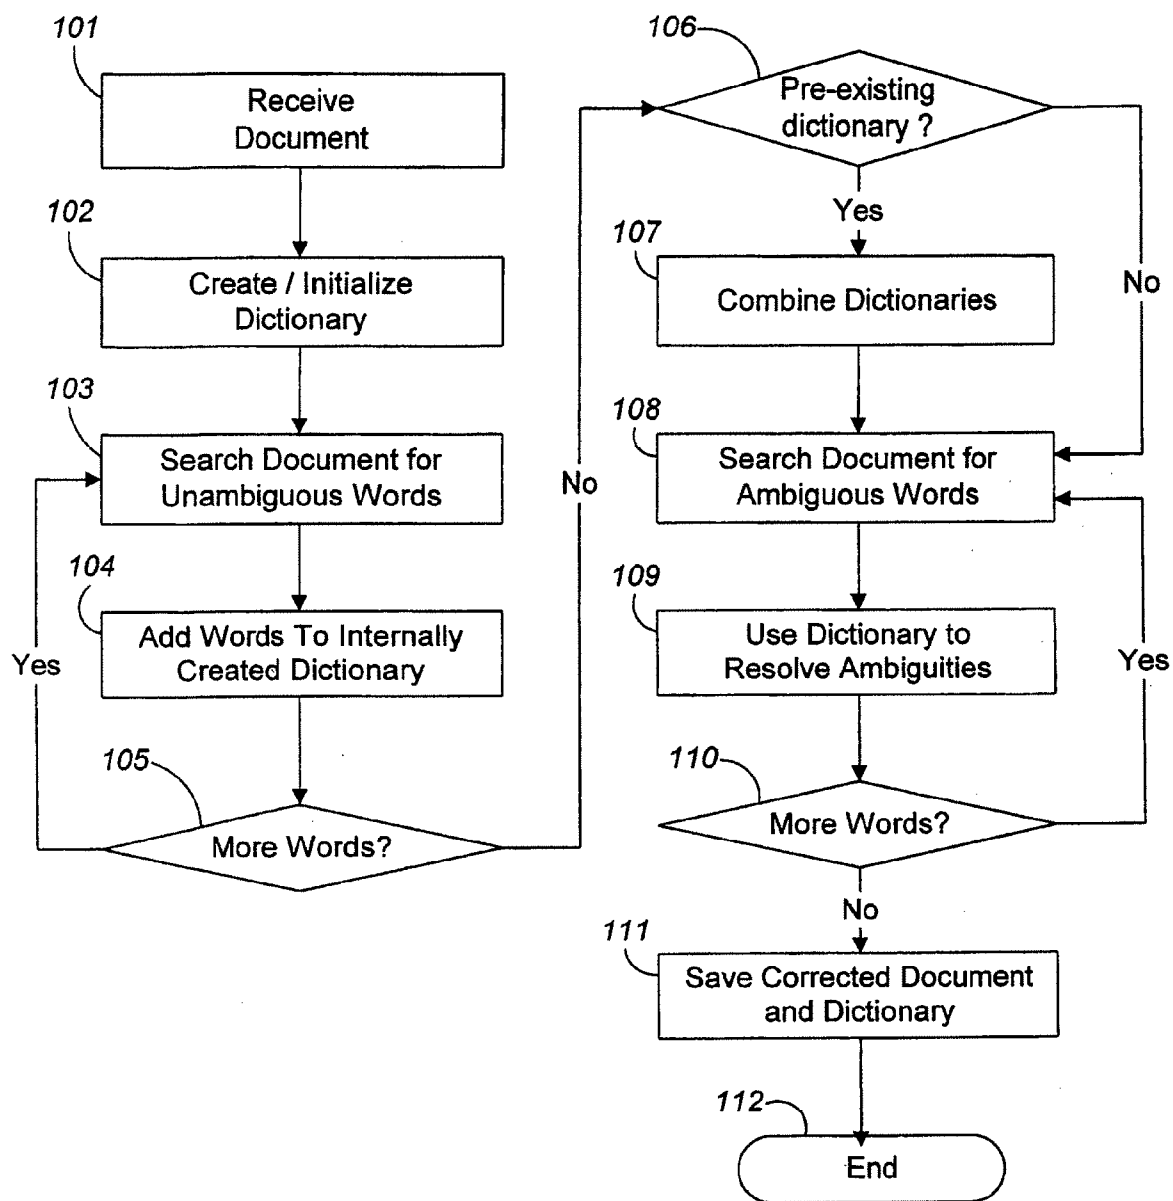 101
Receive
Document
102
Create / Initialize
Dictionary
103
Search Document for
Unambiguous Words
104
Add Words To Internally
Created Dictionary
Yes
105
More Words?
No
106
Pre-existing
dictionary ?
Yes
No
107
Combine Dictionaries
108
Search Document for
Ambiguous Words
109
Use Dictionary to
Resolve Ambiguities
Yes
110
More Words?
No
111
Save Corrected Document
and Dictionary
112
End